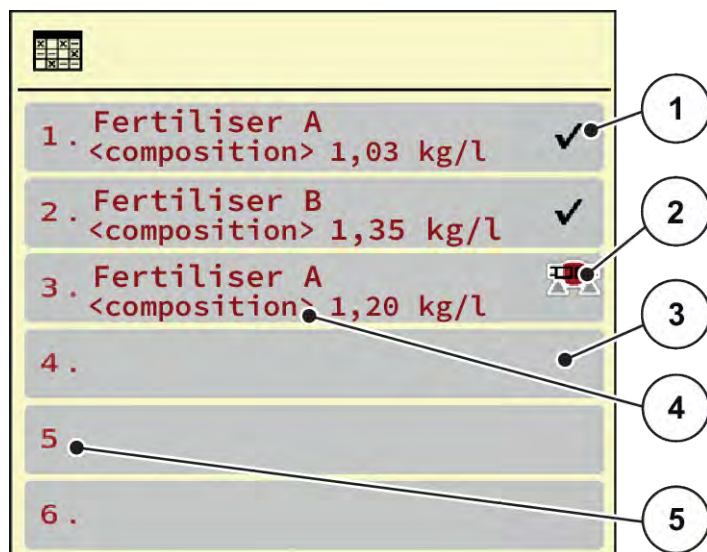 1. Fertiliser A
<composition> 1,03 kg/l
2. Fertiliser B
<composition> 1,35 kg/l
3. Fertiliser A
<composition> 1,20 kg/l
4.
5
6.
1
2
3
4
5